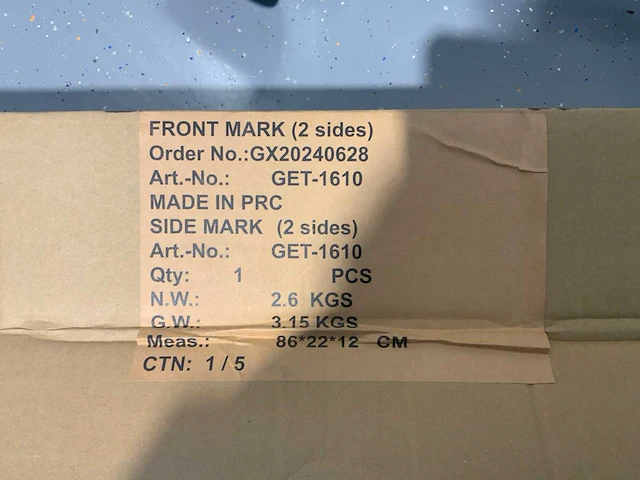 FRONT MARK (2 sides)
Order No.:GX20240628
Art.-No.: GET-1610
MADE IN PRC
SIDE MARK (2 sides)
Art.-No.: GET-1610
Qty: 1 PCS
N.W.: 2.6 KGS
G.W.: 3.15 KGS
Meas.: 86*22*12 CM
CTN: 1 / 5